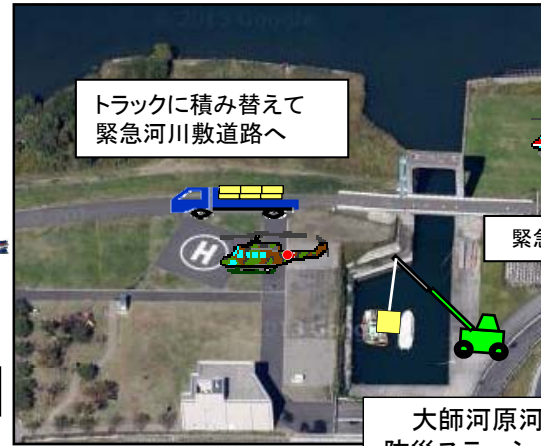 トラックに積み替えて
緊急河川敷道路へ
H
緊急
大師河原河
防災ステーシ